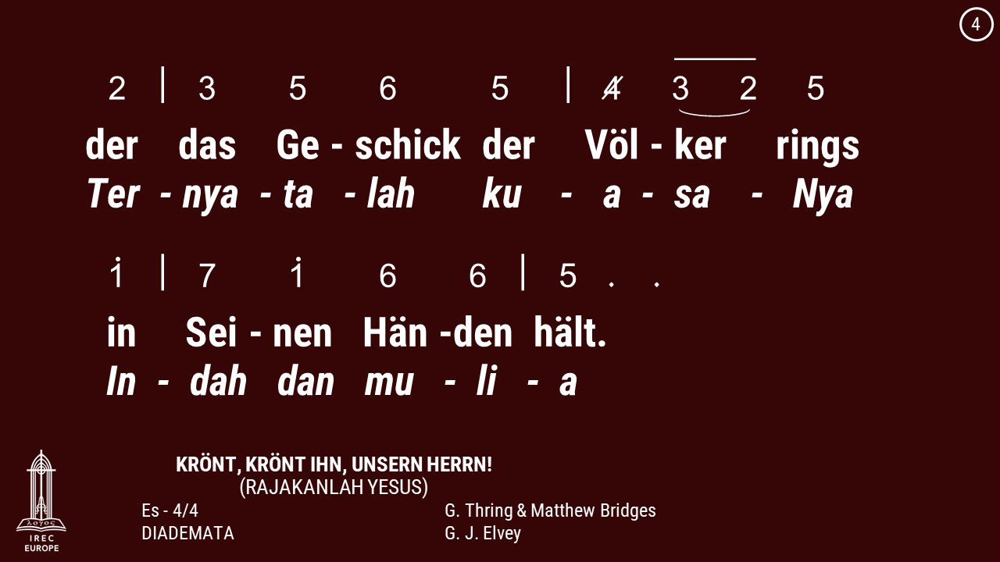 4
2 | 3 5 6 5 | 4̸ 3 2 5
der das Ge - schick der Völ - ker rings
Ter - nya - ta - lah ku - a - sa - Nya
1̇ | 7 1̇ 6 6 | 5 . .
in Sei - nen Hän -den hält.
In - dah dan mu - li - a
KRÖNT, KRÖNT IHN, UNSERN HERRN!
(RAJAKANLAH YESUS)
Es - 4/4 G. Thring & Matthew Bridges
DIADEMATA G. J. Elvey
λογος
IREC
EUROPE